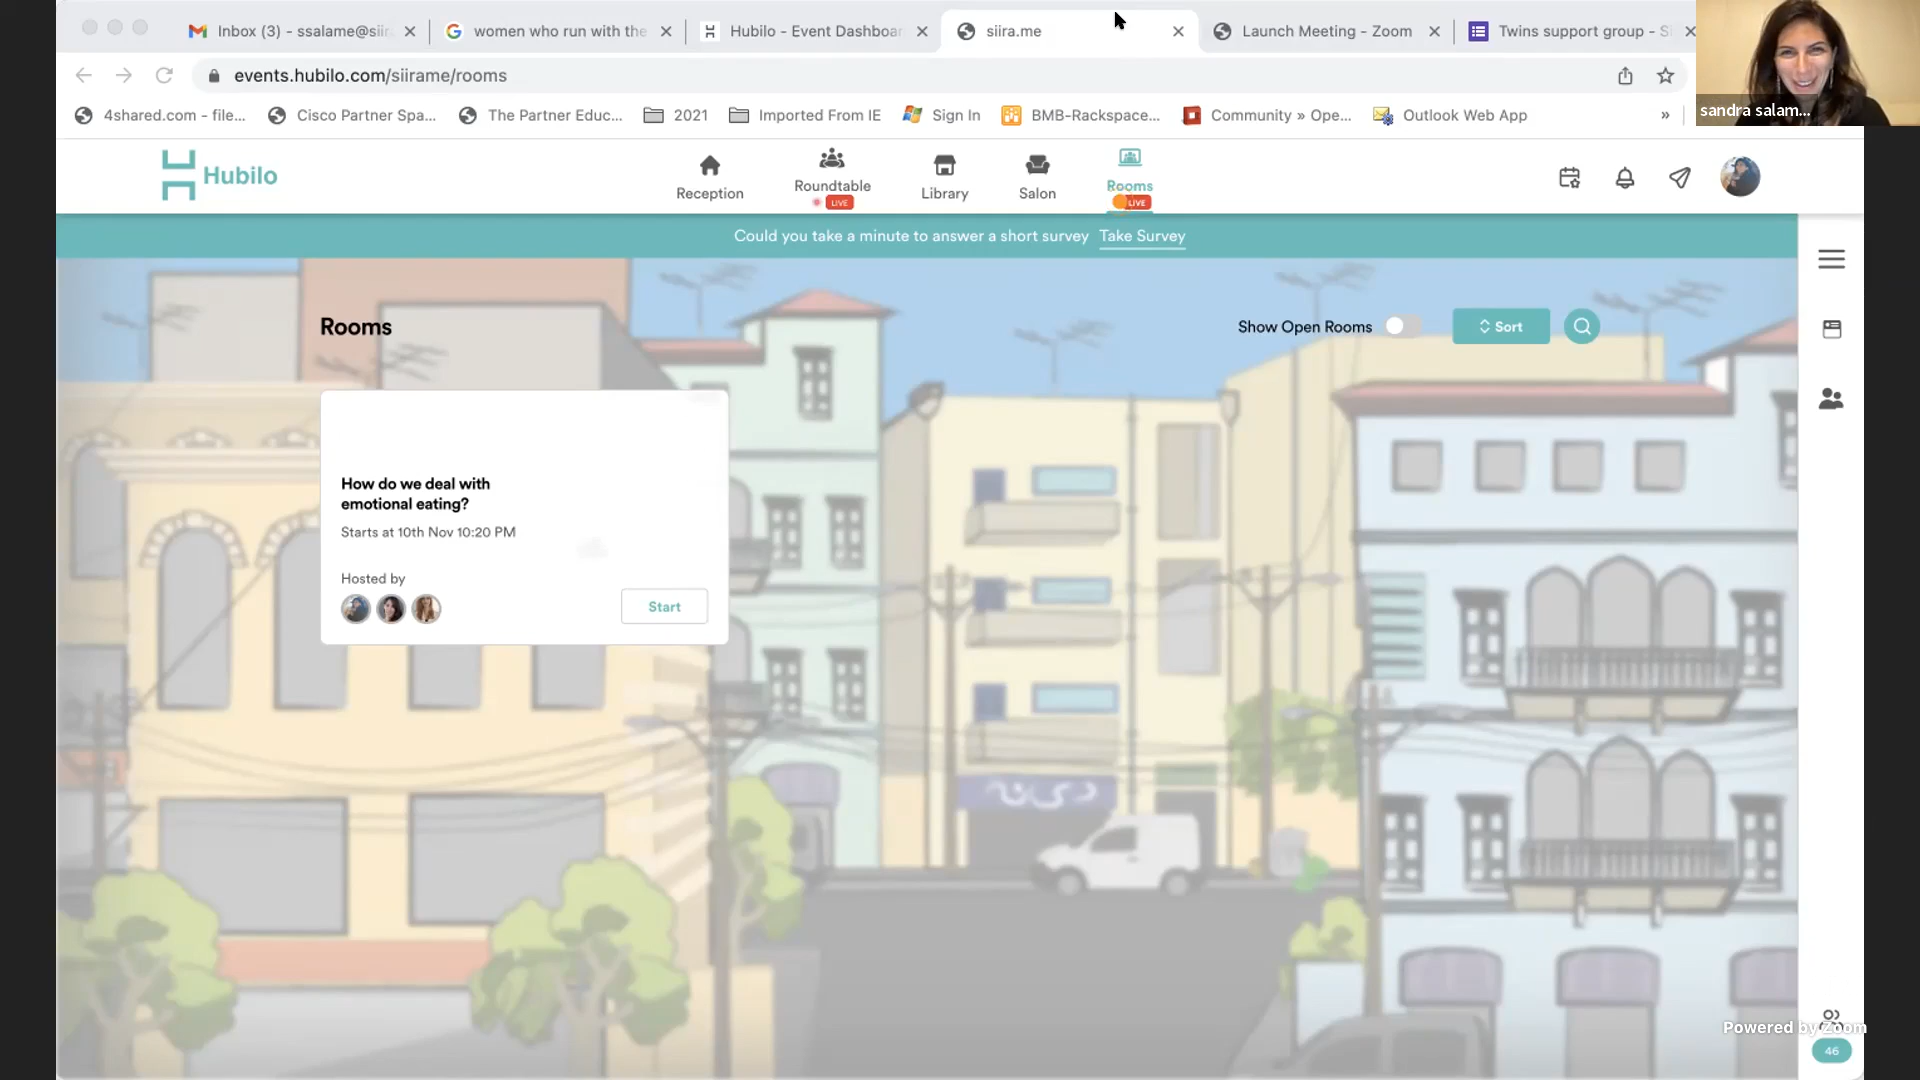 Inbox (3) - ssalame@siir
women who run with the
Hubilo - Event Dashboar
siira.me
Launch Meeting - Zoom
Twins support group - Si
events.hubilo.com/siirame/rooms
4shared.com - file...
Cisco Partner Spa...
The Partner Educ...
2021
Imported From IE
Sign In
BMB-Rackspace...
Community » Ope...
Outlook Web App
»
sandra salam...
Hubilo
Reception
Roundtable
LIVE
Library
Salon
Rooms
LIVE
Could you take a minute to answer a short survey Take Survey
Rooms
Show Open Rooms
Sort
How do we deal with
emotional eating?
Starts at 10th Nov 10:20 PM
Hosted by
Start
Powered by Zoom
46